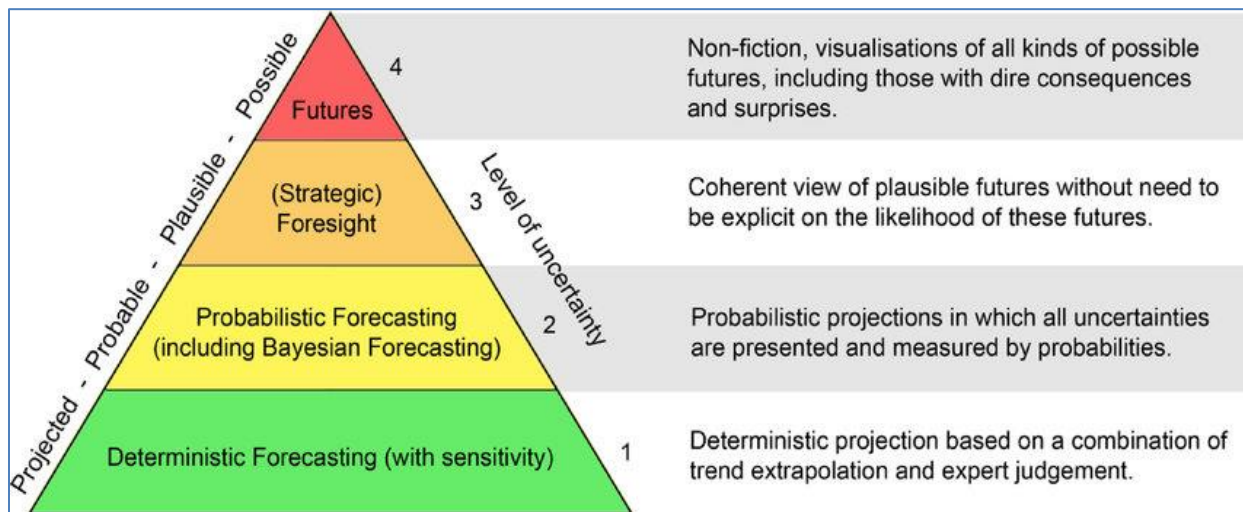 Projected - Probable - Plausible - Possible
Level of uncertainty
4
Futures
Non-fiction, visualisations of all kinds of possible
futures, including those with dire consequences
and surprises.
3
(Strategic)
Foresight
Coherent view of plausible futures without need to
be explicit on the likelihood of these futures.
2
Probabilistic Forecasting
(including Bayesian Forecasting)
Probabilistic projections in which all uncertainties
are presented and measured by probabilities.
1
Deterministic Forecasting (with sensitivity)
Deterministic projection based on a combination of
trend extrapolation and expert judgement.